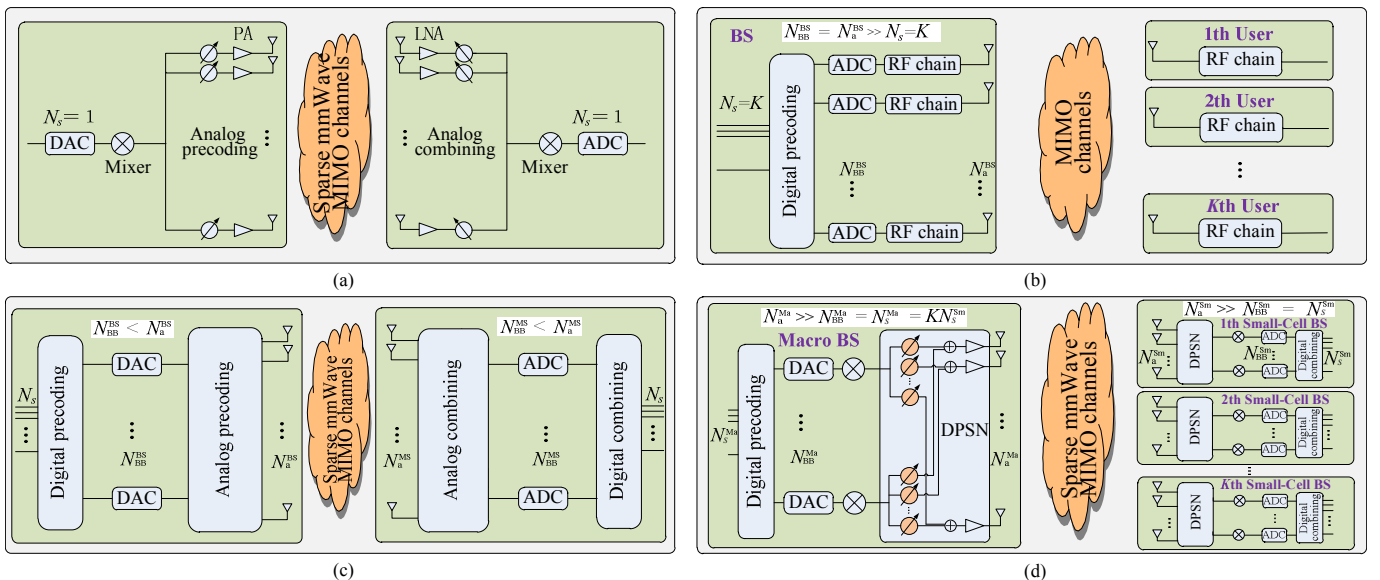 PA
LNA
N_s = 1
DAC
Mixer
Analog
precoding
Sparse mmWave
MIMO channels
Analog
combining
Mixer
N_s = 1
ADC
(a)
BS
N_BB^BS = N_a^BS >> N_s = K
N_s = K
Digital precoding
ADC
RF chain
ADC
RF chain
N_BB^BS
N_a^BS
ADC
RF chain
MIMO
channels
1th User
RF chain
2th User
RF chain
Kth User
RF chain
(b)
N_BB^BS < N_a^BS
N_s
Digital precoding
DAC
N_BB^BS
DAC
Analog precoding
N_a^BS
Sparse mmWave
MIMO channels
N_BB^MS < N_a^MS
N_a^MS
Analog combining
ADC
N_BB^MS
ADC
Digital combining
N_s
(c)
N_a^Ma >> N_BB^Ma = N_s^Ma = KN_s^Sm
Macro BS
N_s^Ma
Digital precoding
DAC
N_BB^Ma
DAC
DPSN
N_a^Ma
Sparse mmWave
MIMO channels
N_a^Sm >> N_BB^Sm = N_s^Sm
1th Small-Cell BS
N_a^Sm
DPSN
ADC
N_BB^Sm
ADC
Digital
combining
N_s^Sm
2th Small-Cell BS
DPSN
ADC
ADC
Digital
combining
Kth Small-Cell BS
DPSN
ADC
ADC
Digital
combining
(d)